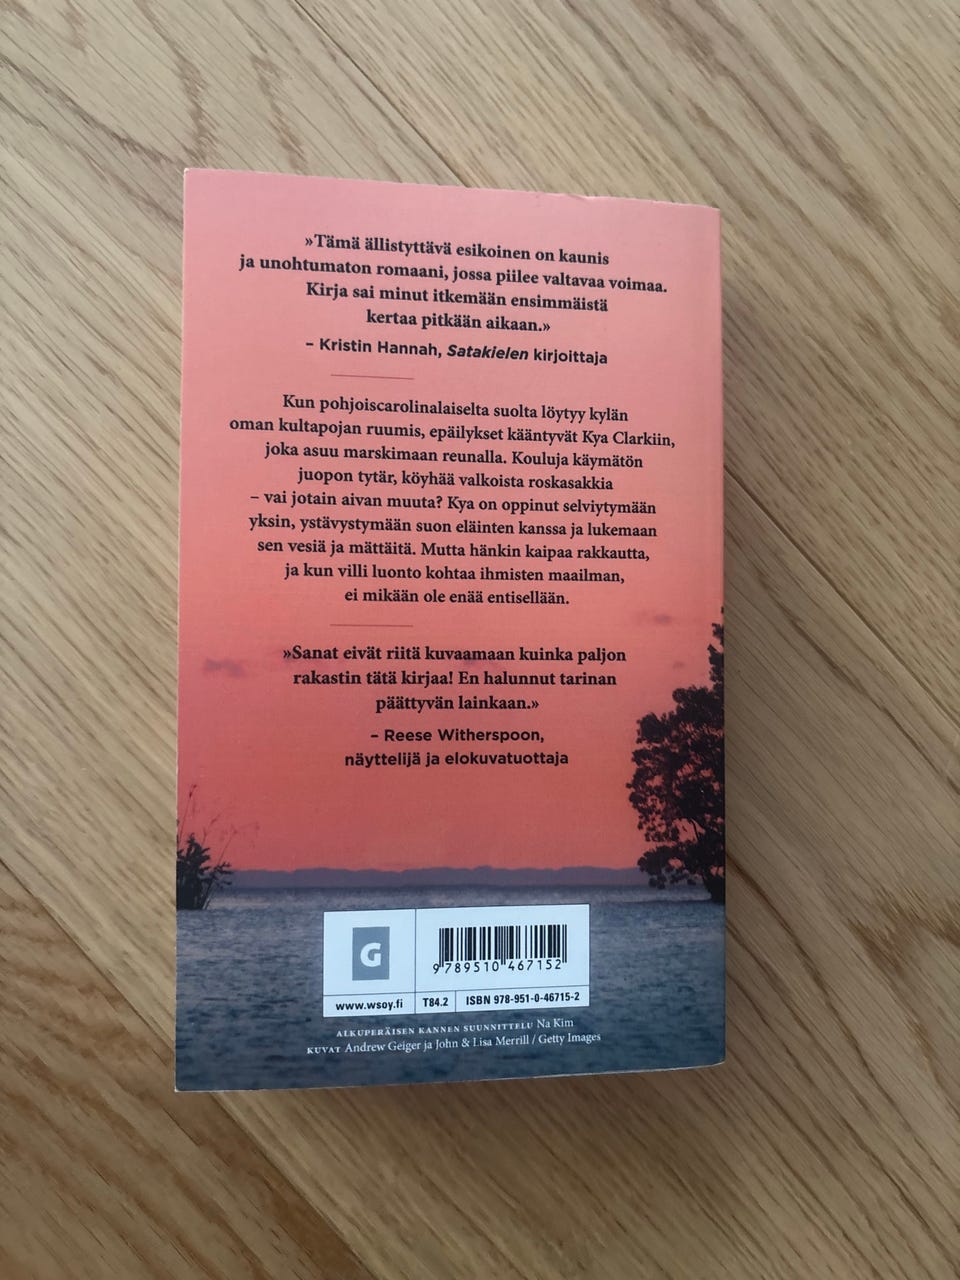 »Tämä ällistyttävä esikoinen on kaunis
ja unohtumaton romaani, jossa piilee valtavaa voimaa.
Kirja sai minut itkemään ensimmäistä
kertaa pitkään aikaan.»
– Kristin Hannah, Satakielen kirjoittaja
Kun pohjoiscarolinalaiselta suolta löytyy kylän
oman kultapojan ruumis, epäilykset kääntyvät Kya Clarkiin,
joka asuu marskimaan reunalla. Kouluja käymätön
juopon tytär, köyhää valkoista roskasakkia
– vai jotain aivan muuta? Kya on oppinut selviytymään
yksin, ystävystymään suon eläinten kanssa ja lukemaan
sen vesiä ja mättäitä. Mutta hänkin kaipaa rakkautta,
ja kun villi luonto kohtaa ihmisten maailman,
ei mikään ole enää entisellään.
»Sanat eivät riitä kuvaamaan kuinka paljon
rakastin tätä kirjaa! En halunnut tarinan
päättyvän lainkaan.»
– Reese Witherspoon,
näyttelijä ja elokuvatuottaja
G
9 789510 467152
www.wsoy.fi T84.2 ISBN 978-951-0-46715-2
ALKUPERÄISEN KANNEN SUUNNITTELU Na Kim
KUVAT Andrew Geiger ja John & Lisa Merrill / Getty Images